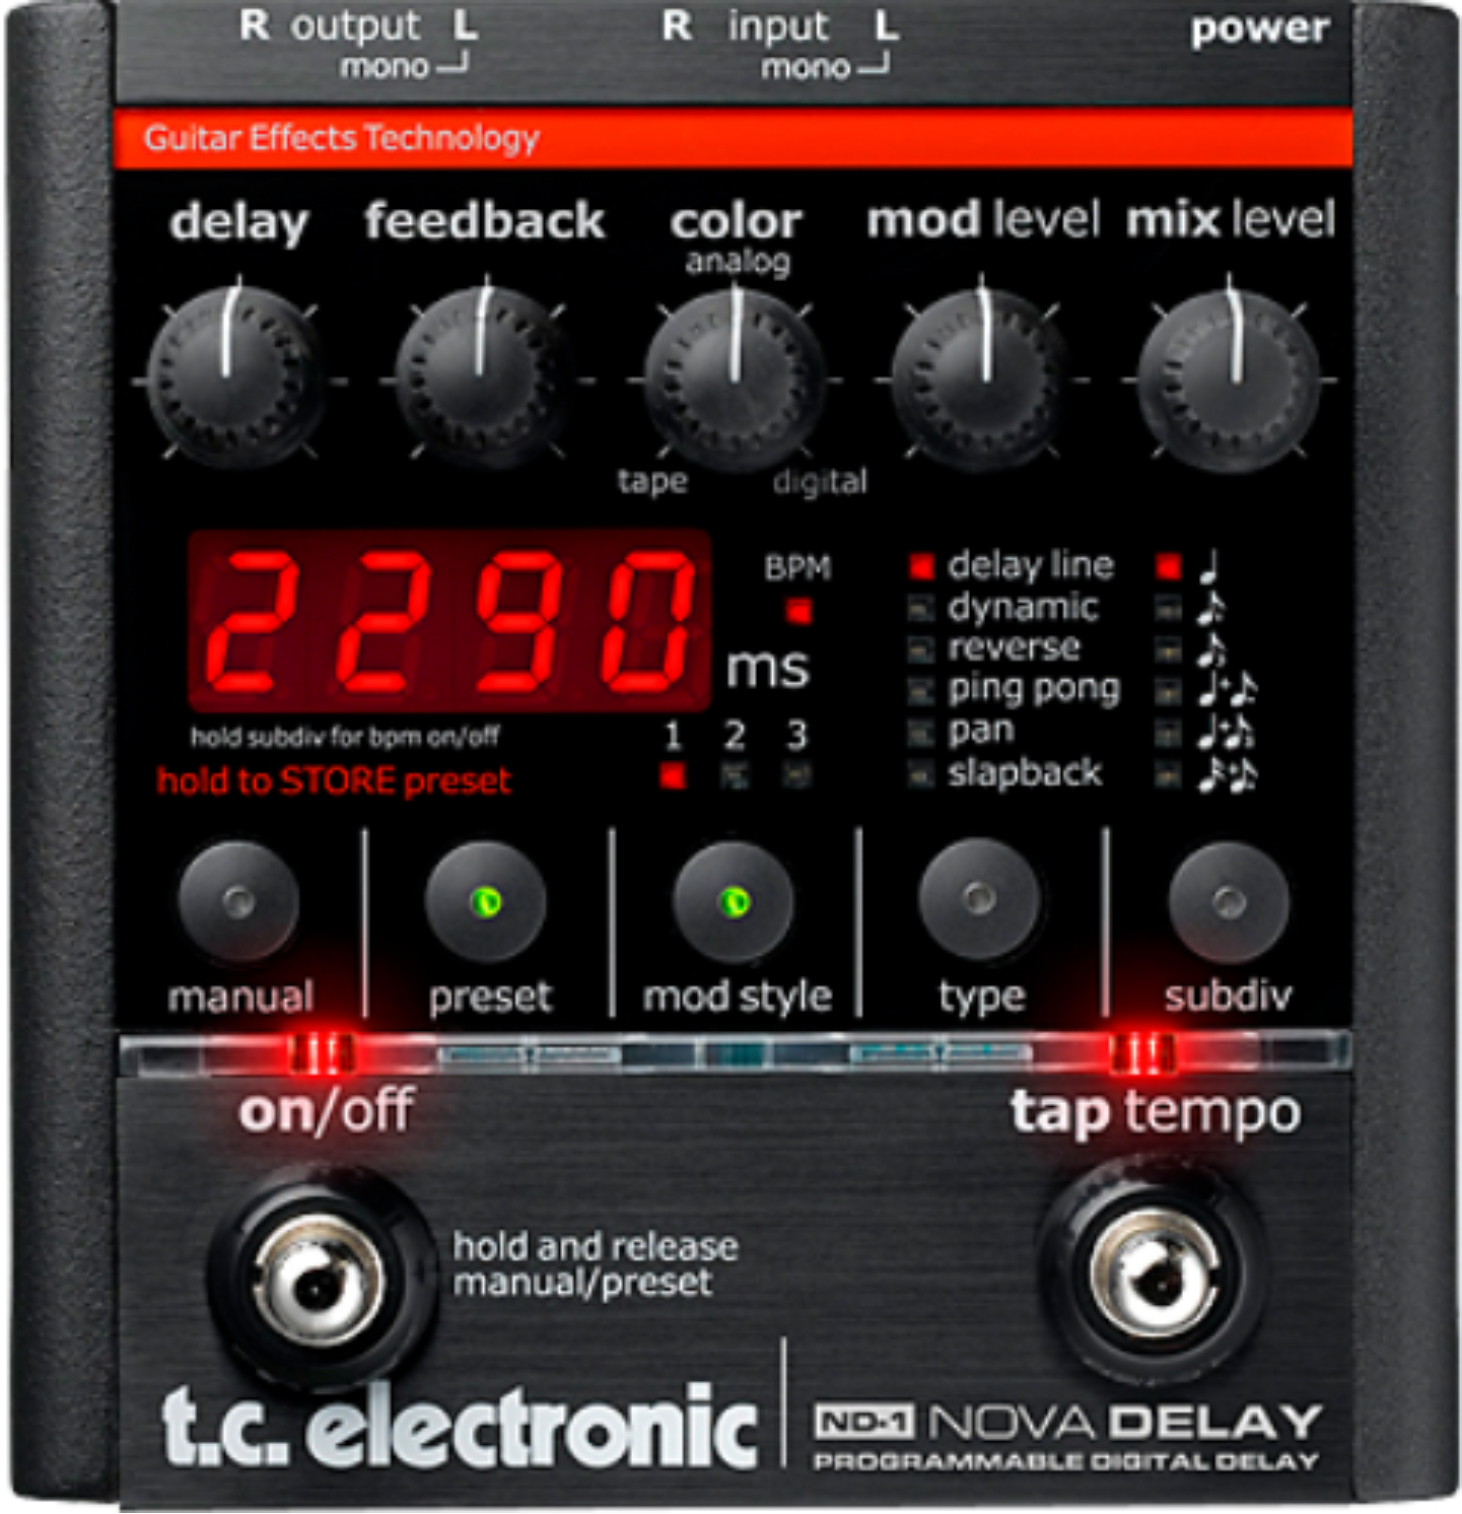 R output L
mono
R input L
mono
power
Guitar Effects Technology
delay
feedback
color
mod level
mix level
analog
tape
digital
2290
BPM
ms
hold subdiv for bpm on/off
hold to STORE preset
1 2 3
delay line
dynamic
reverse
ping pong
pan
slapback
manual
preset
mod style
type
subdiv
on/off
tap tempo
hold and release
manual/preset
t.c. electronic
ND-1 NOVA DELAY
PROGRAMMABLE DIGITAL DELAY